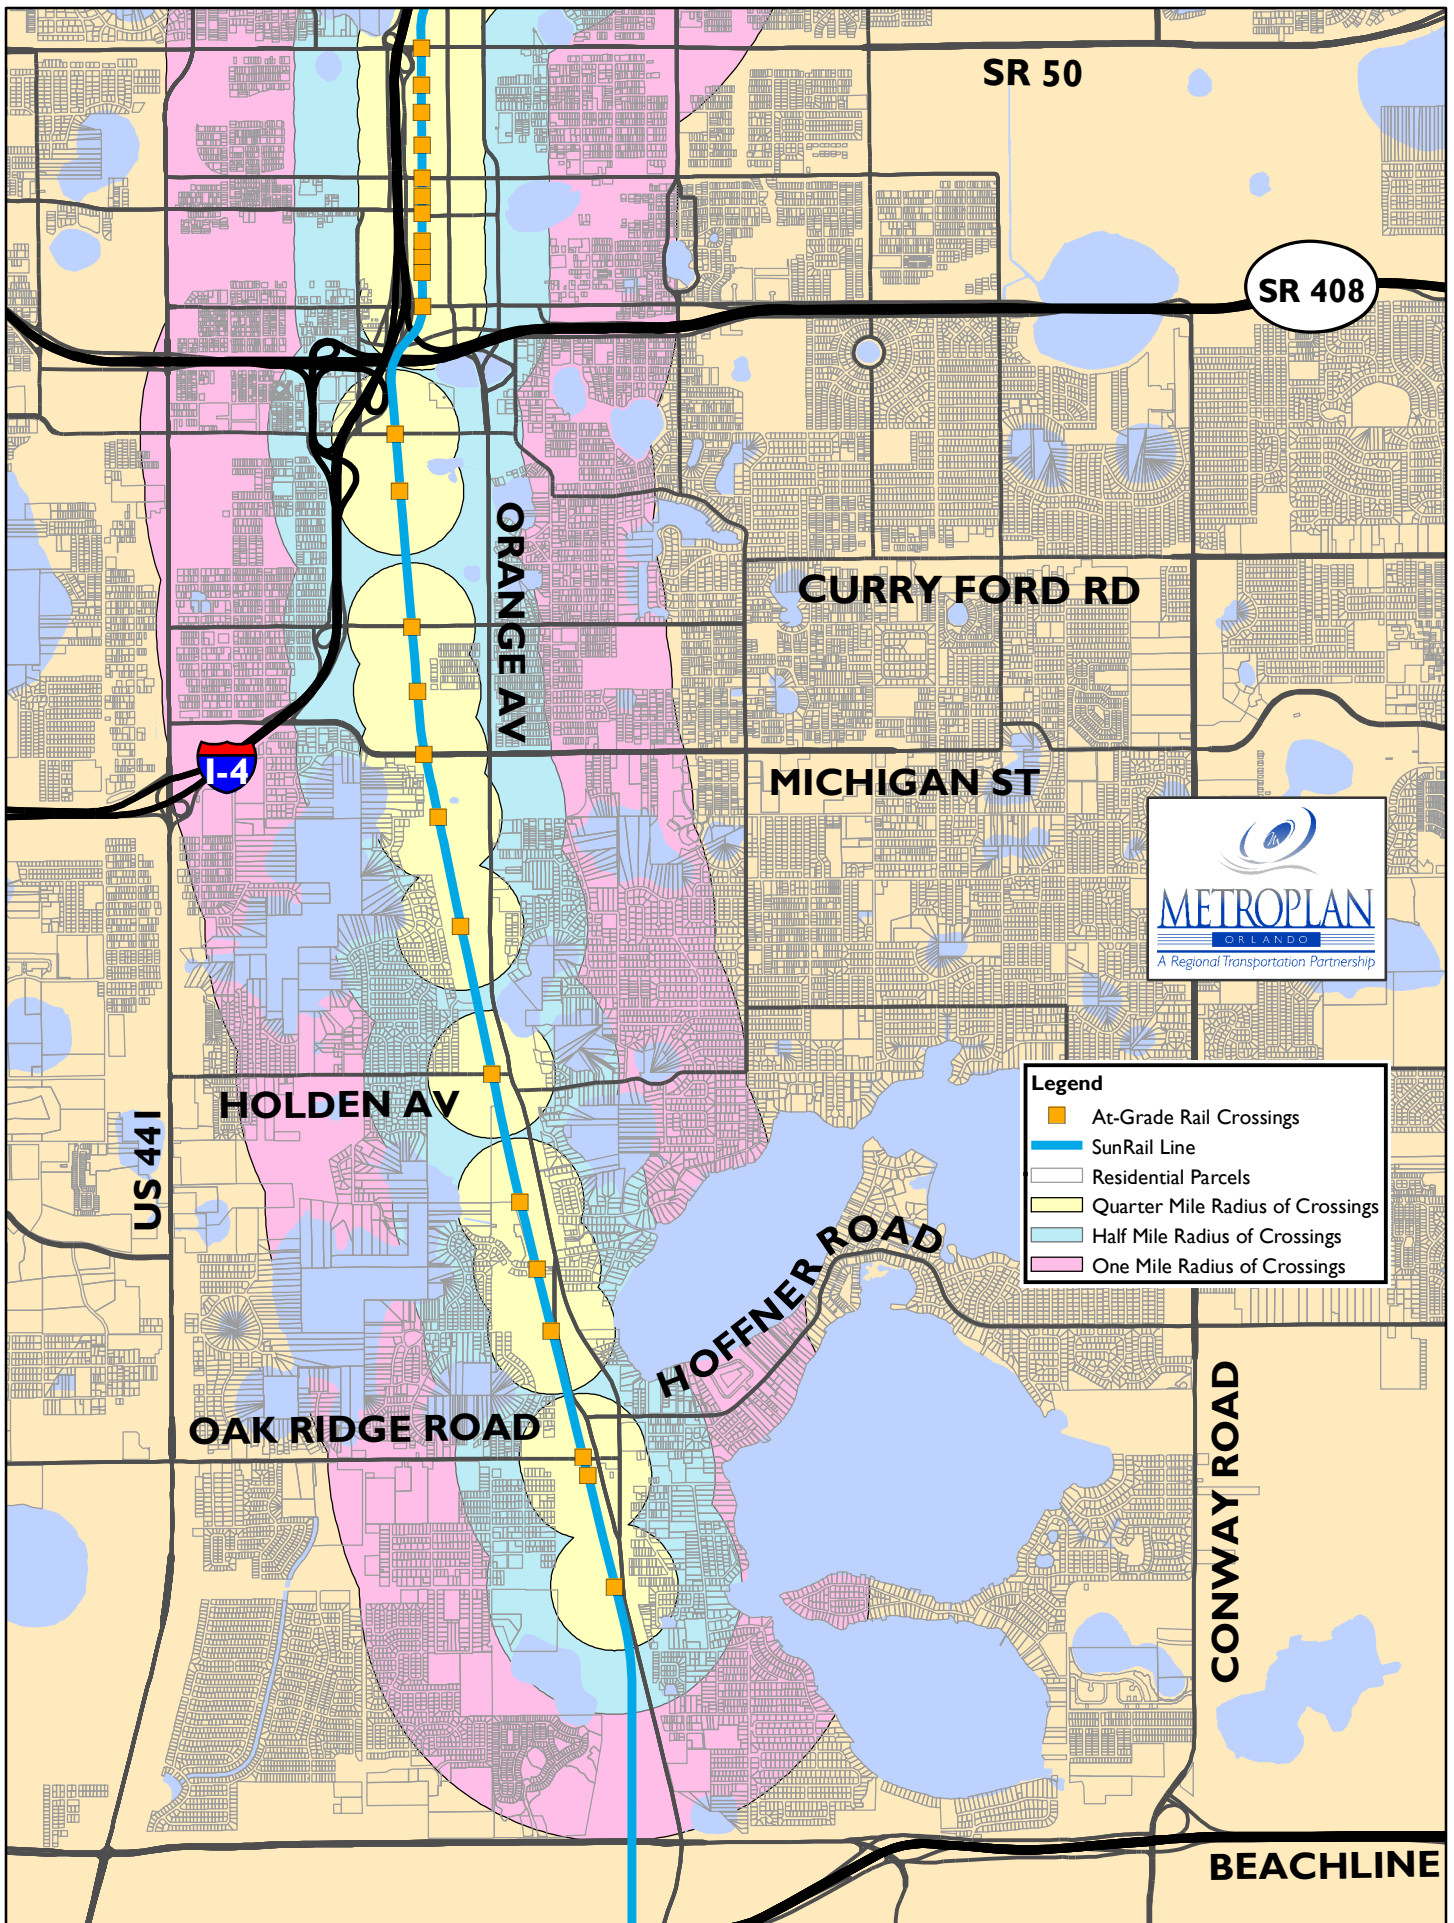 SR 50
SR 408
ORANGE AV
CURRY FORD RD
I-4
MICHIGAN ST
METROPLAN
ORLANDO
A Regional Transportation Partnership
HOLDEN AV
US 441
Legend
At-Grade Rail Crossings
SunRail Line
Residential Parcels
Quarter Mile Radius of Crossings
Half Mile Radius of Crossings
One Mile Radius of Crossings
HOFFNER ROAD
OAK RIDGE ROAD
CONWAY ROAD
BEACHLINE